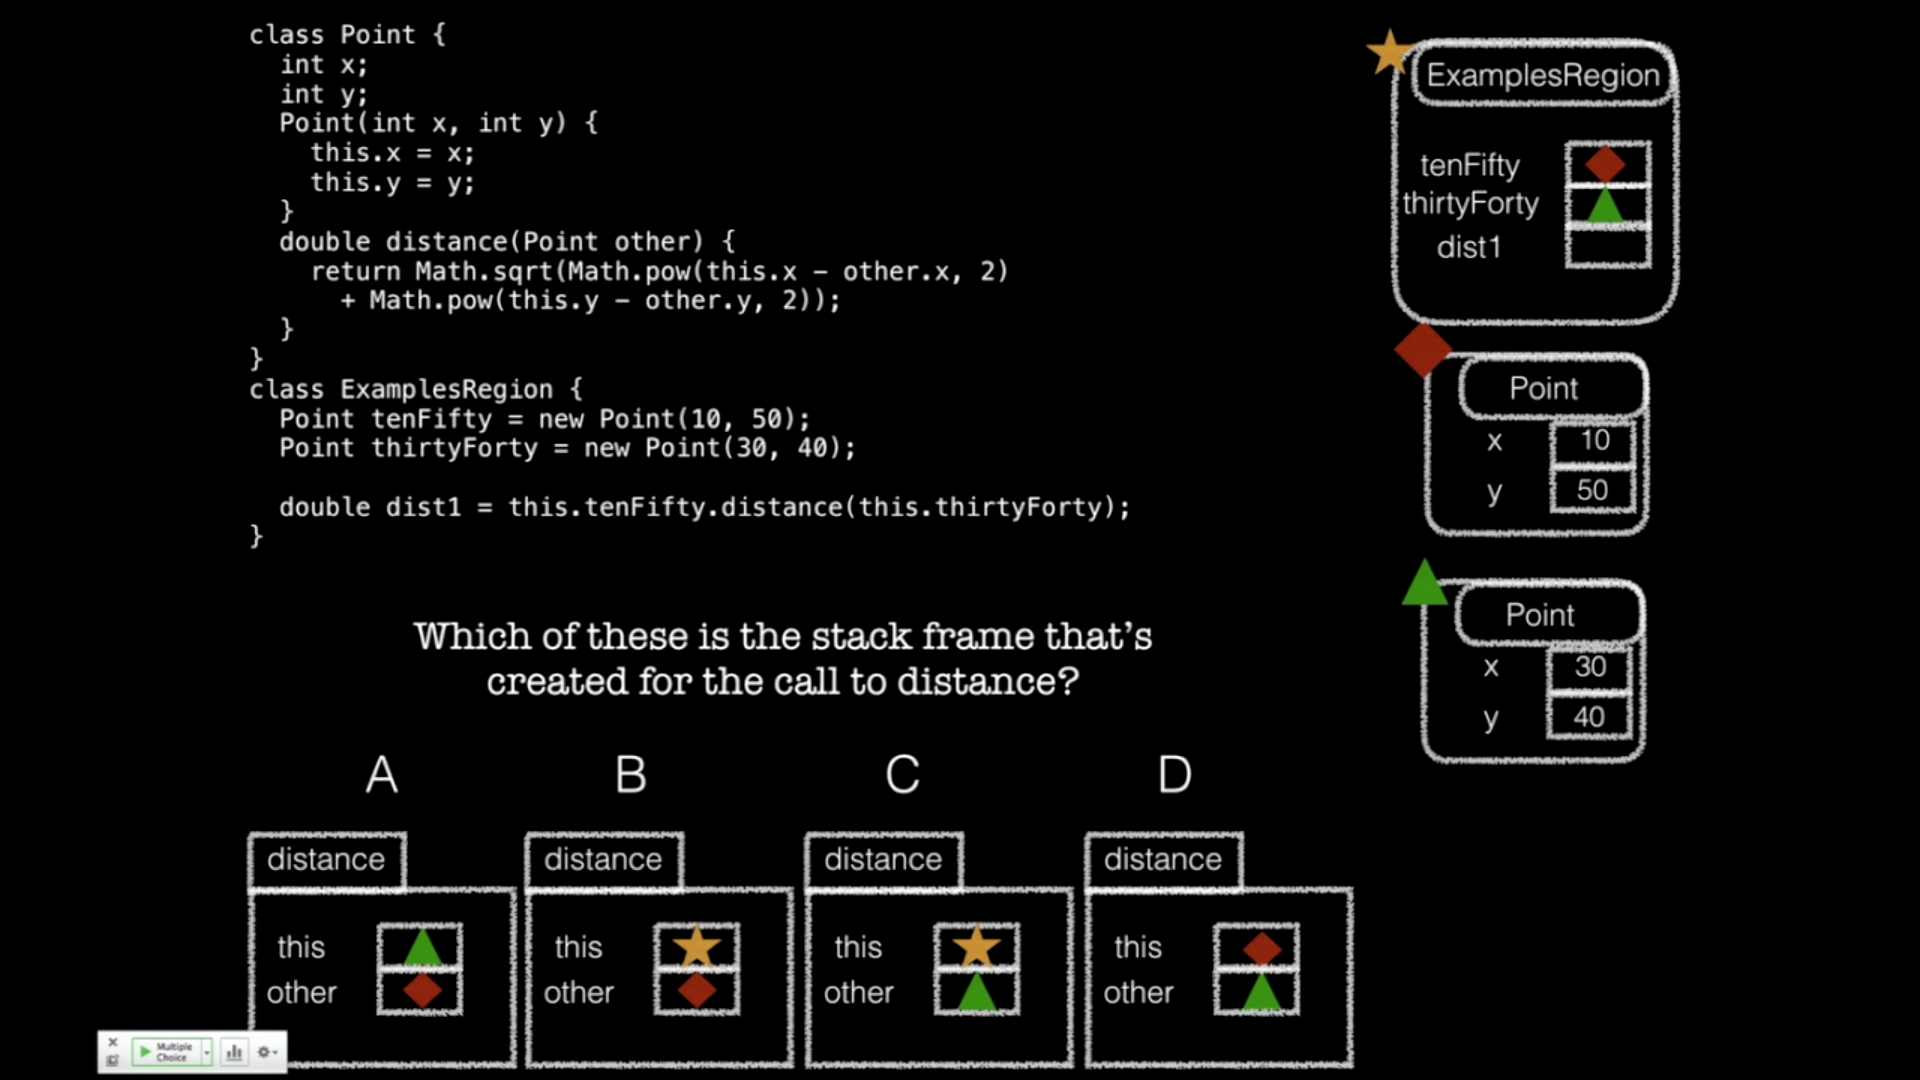 class Point {
int x;
int y;
Point(int x, int y) {
this.x = x;
this.y = y;
}
double distance(Point other) {
return Math.sqrt(Math.pow(this.x - other.x, 2)
+ Math.pow(this.y - other.y, 2));
}
}
class ExamplesRegion {
Point tenFifty = new Point(10, 50);
Point thirtyForty = new Point(30, 40);
double dist1 = this.tenFifty.distance(this.thirtyForty);
}
Which of these is the stack frame that's
created for the call to distance?
A
distance
this
other
B
distance
this
other
C
distance
this
other
D
distance
this
other
ExamplesRegion
tenFifty
thirtyForty
dist1
Point
x 10
y 50
Point
x 30
y 40
Multiple
Choice